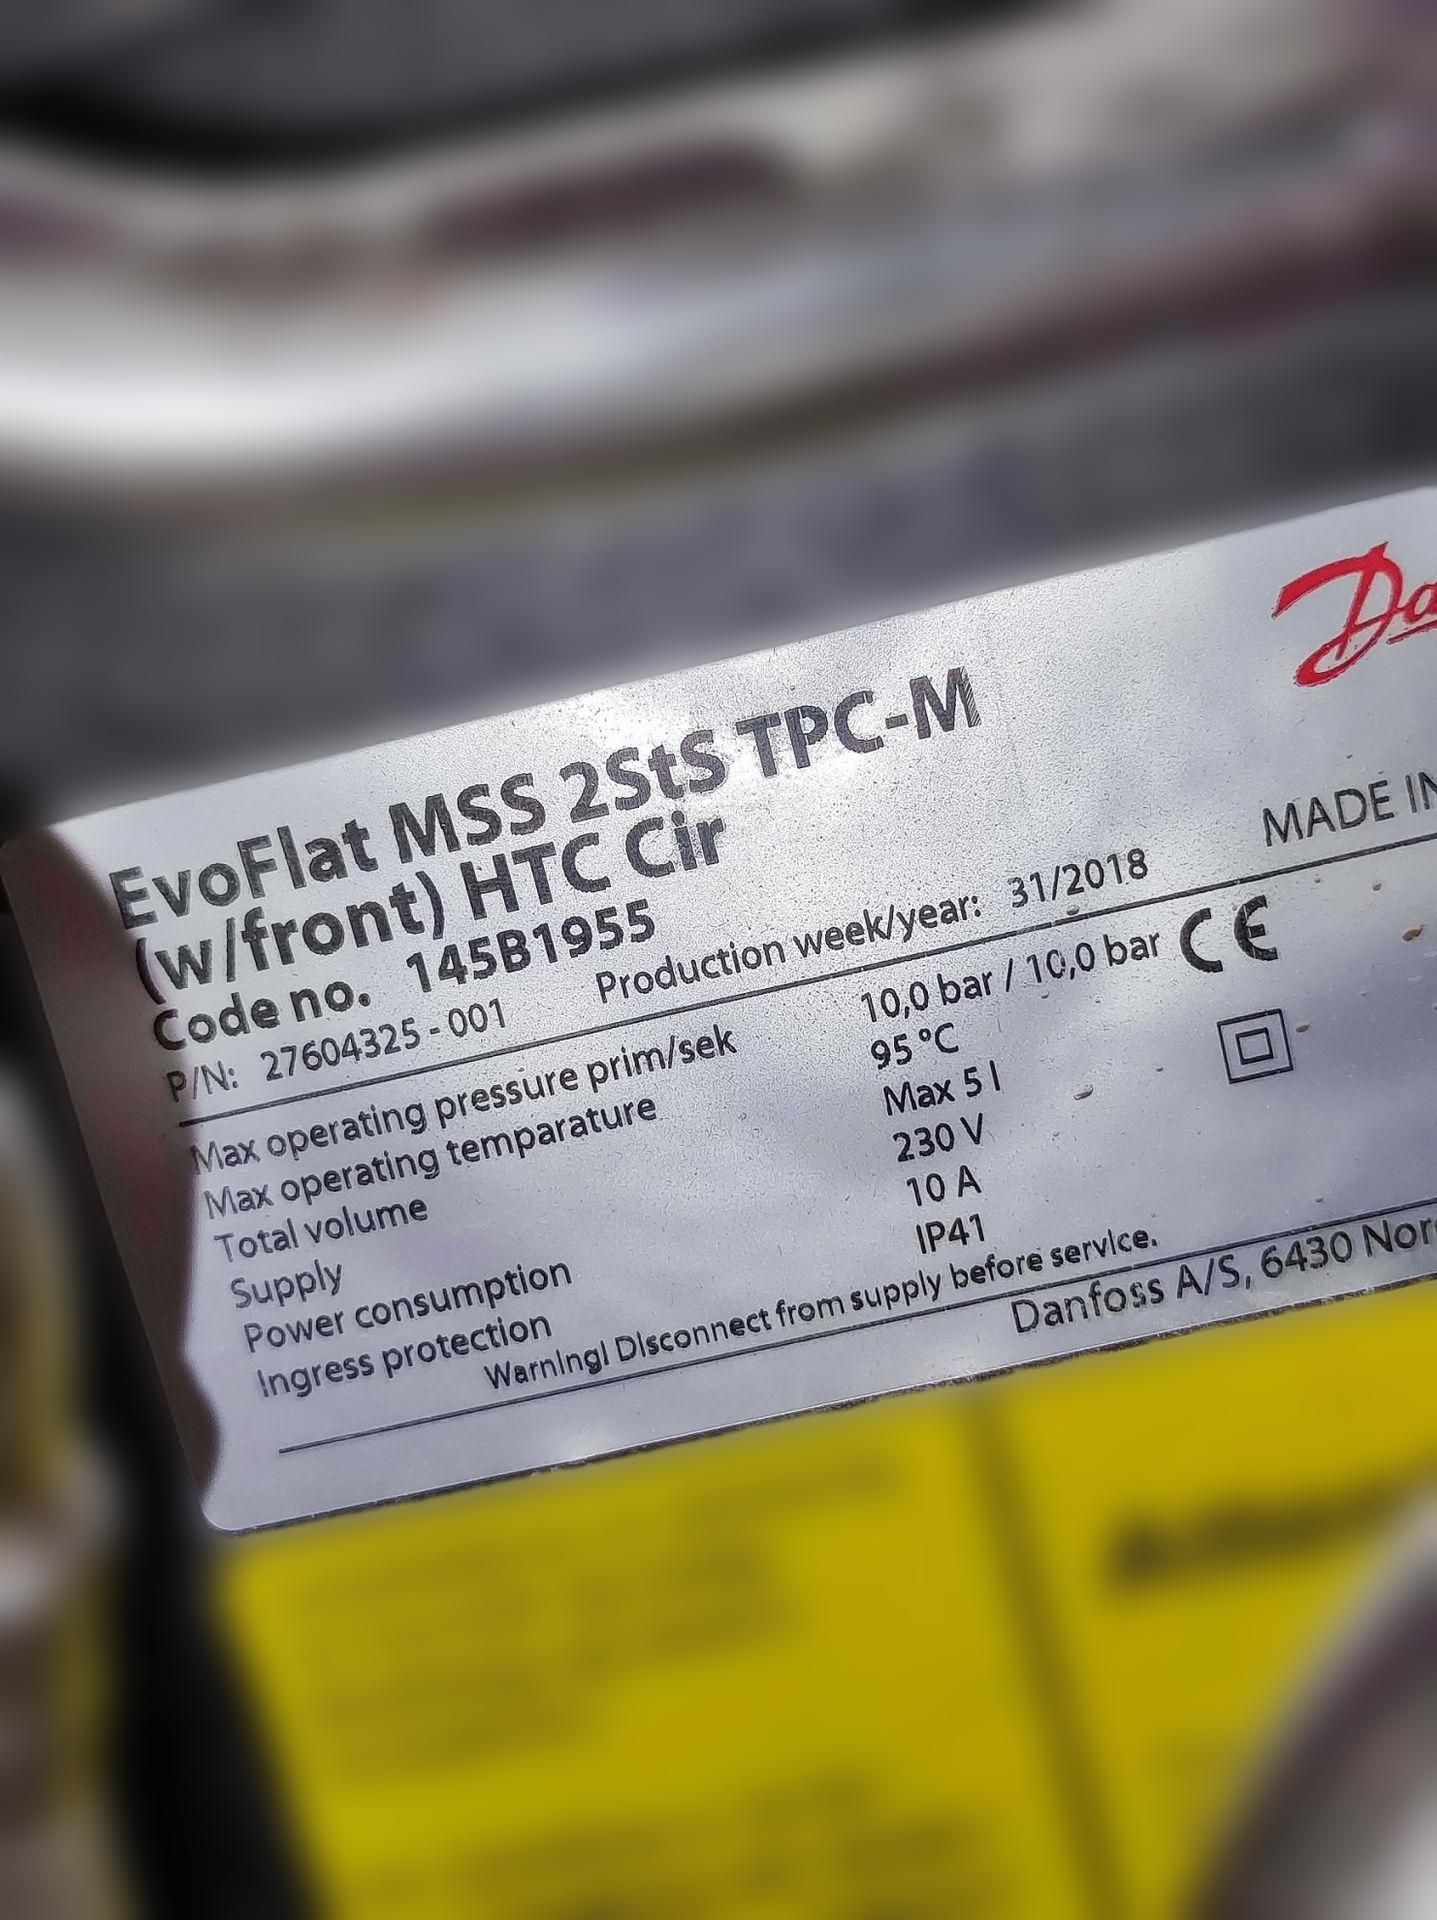 EvoFlat MSS 2StS TPC-M
(w/front) HTC Cir
Code no. 145B1955
P/N: 27604325 - 001 Production week/year: 31/2018 MADE IN
Max operating pressure prim/sek 10,0 bar / 10,0 bar CE
Max operating temparature 95 °C
Total volume Max 5 l
Supply 230 V
Power consumption 10 A
Ingress protection IP41
Warning! Disconnect from supply before service.
Danfoss A/S, 6430 Nor